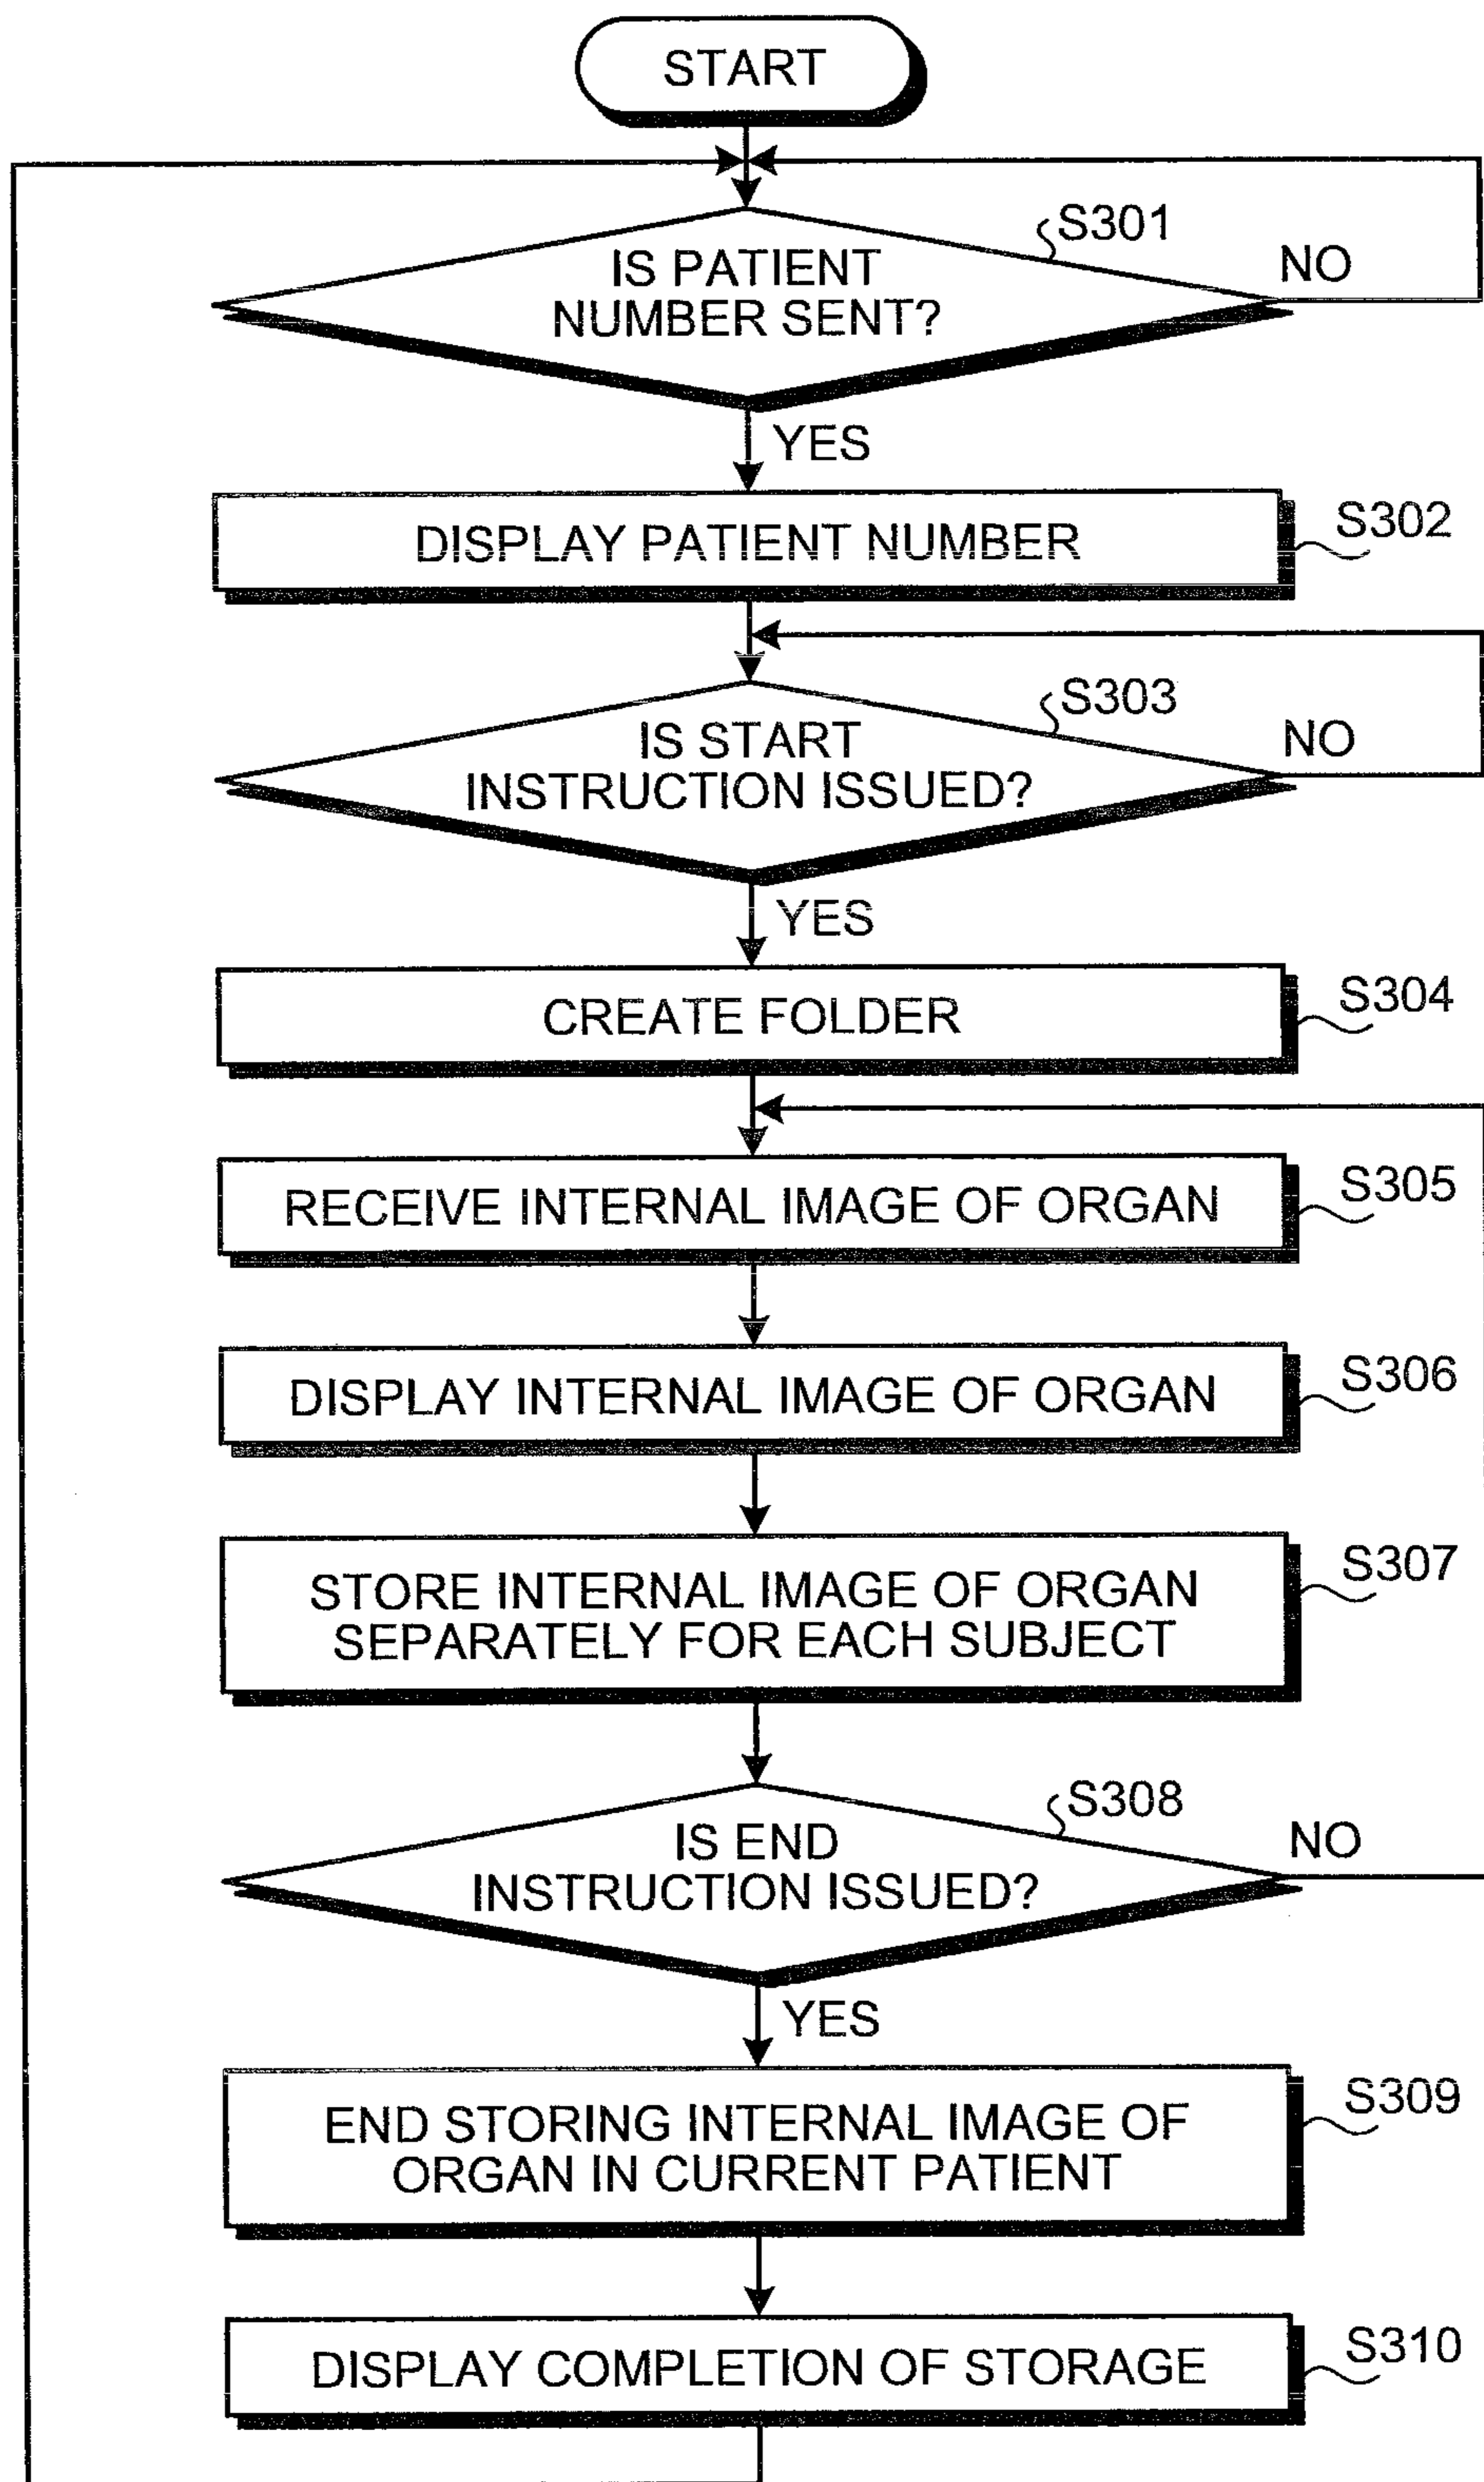 START
S301
IS PATIENT
NUMBER SENT?
NO
YES
DISPLAY PATIENT NUMBER
S302
S303
IS START
INSTRUCTION ISSUED?
NO
YES
CREATE FOLDER
S304
RECEIVE INTERNAL IMAGE OF ORGAN
S305
DISPLAY INTERNAL IMAGE OF ORGAN
S306
STORE INTERNAL IMAGE OF ORGAN
SEPARATELY FOR EACH SUBJECT
S307
S308
IS END
INSTRUCTION ISSUED?
NO
YES
END STORING INTERNAL IMAGE OF
ORGAN IN CURRENT PATIENT
S309
DISPLAY COMPLETION OF STORAGE
S310